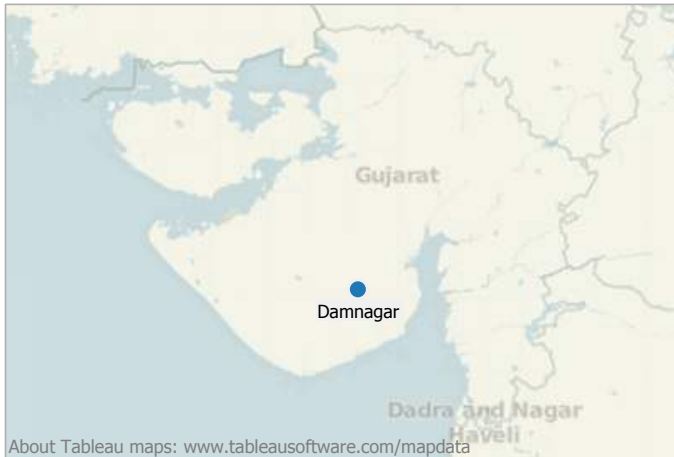 Gujarat
Damnagar
Dadra and Nagar
Haveli
About Tableau maps: www.tableausoftware.com/mapdata